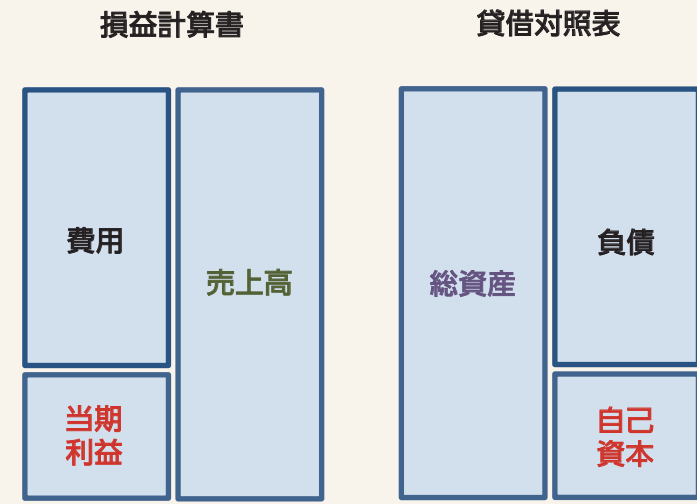 損益計算書
貸借対照表
費用
売上高
当期
利益
総資産
負債
自己
資本